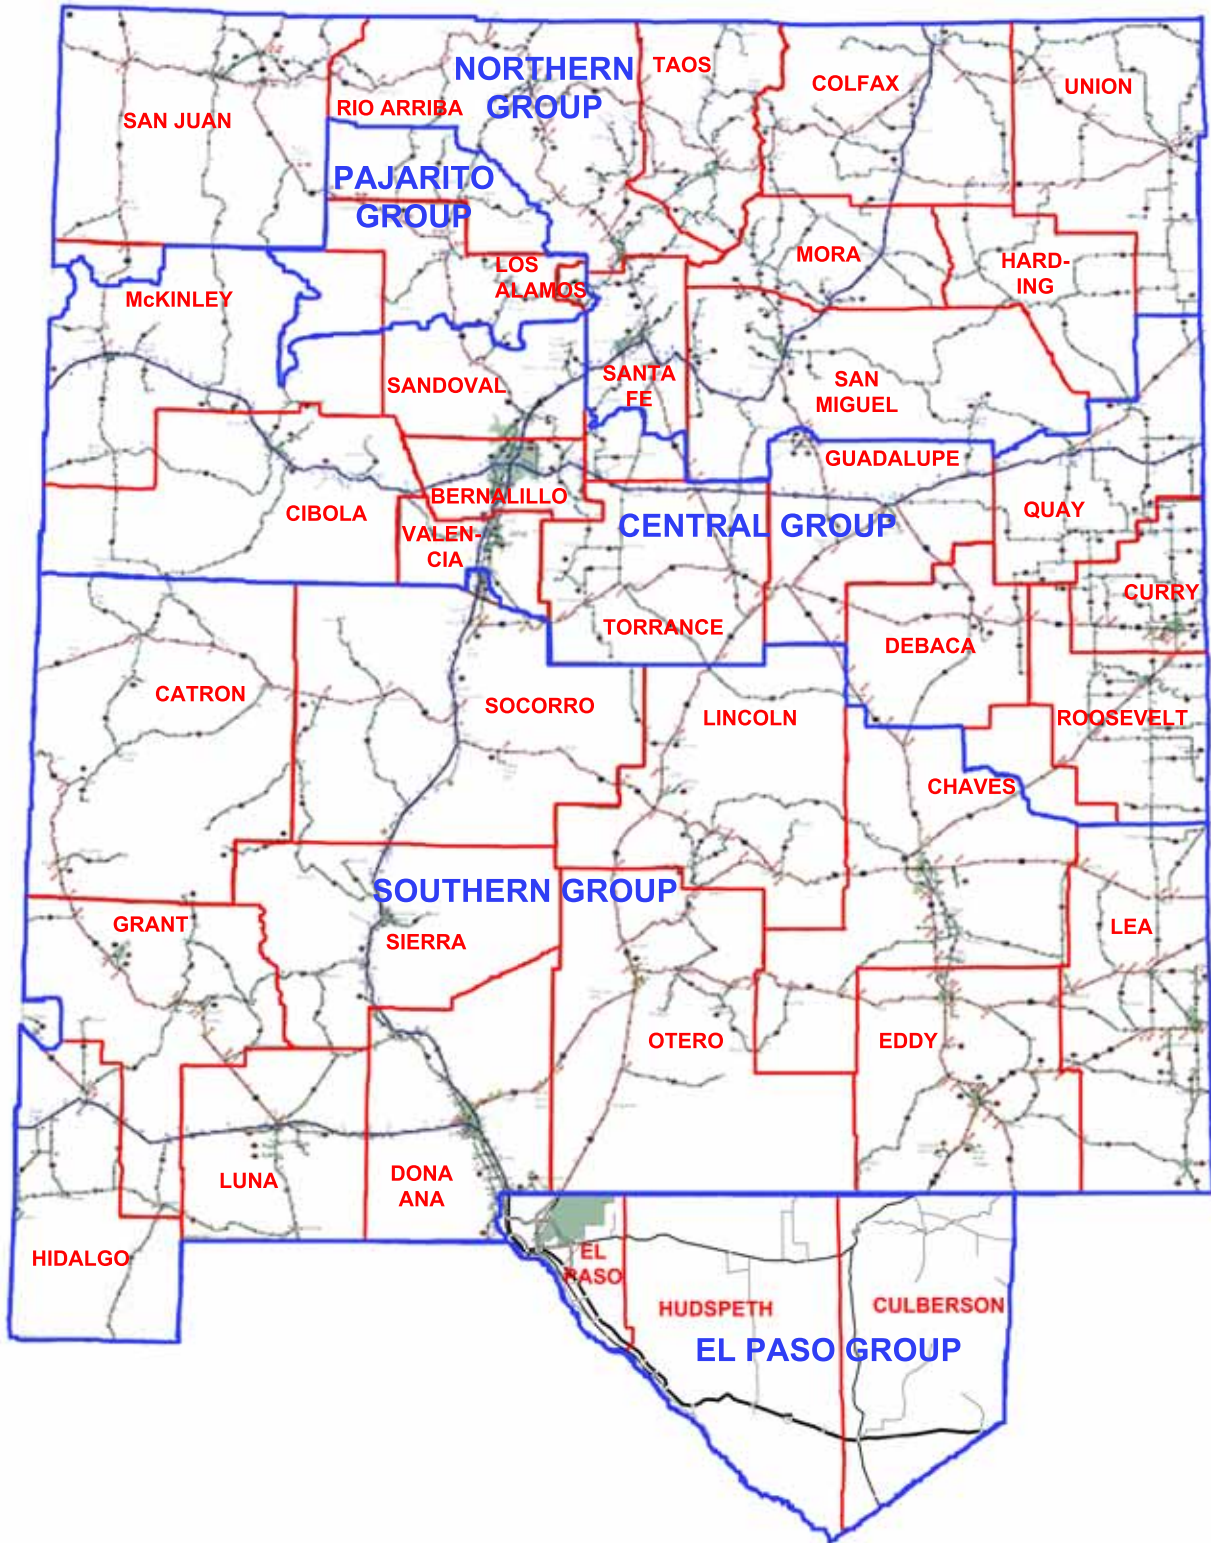 NORTHERN
GROUP
TAOS
COLFAX
UNION
SAN JUAN
RIO ARRIBA
PAJARITO
GROUP
LOS
ALAMOS
MORA
HARD-
ING
McKINLEY
SANDOVAL
SANTA
FE
SAN
MIGUEL
GUADALUPE
BERNALILLO
CIBOLA
VALEN-
CIA
CENTRAL GROUP
QUAY
CURRY
TORRANCE
DEBACA
CATRON
SOCORRO
LINCOLN
ROOSEVELT
CHAVES
SOUTHERN GROUP
GRANT
SIERRA
LEA
OTERO
EDDY
LUNA
DONA
ANA
HIDALGO
EL
PASO
HUDSPETH
CULBERSON
EL PASO GROUP